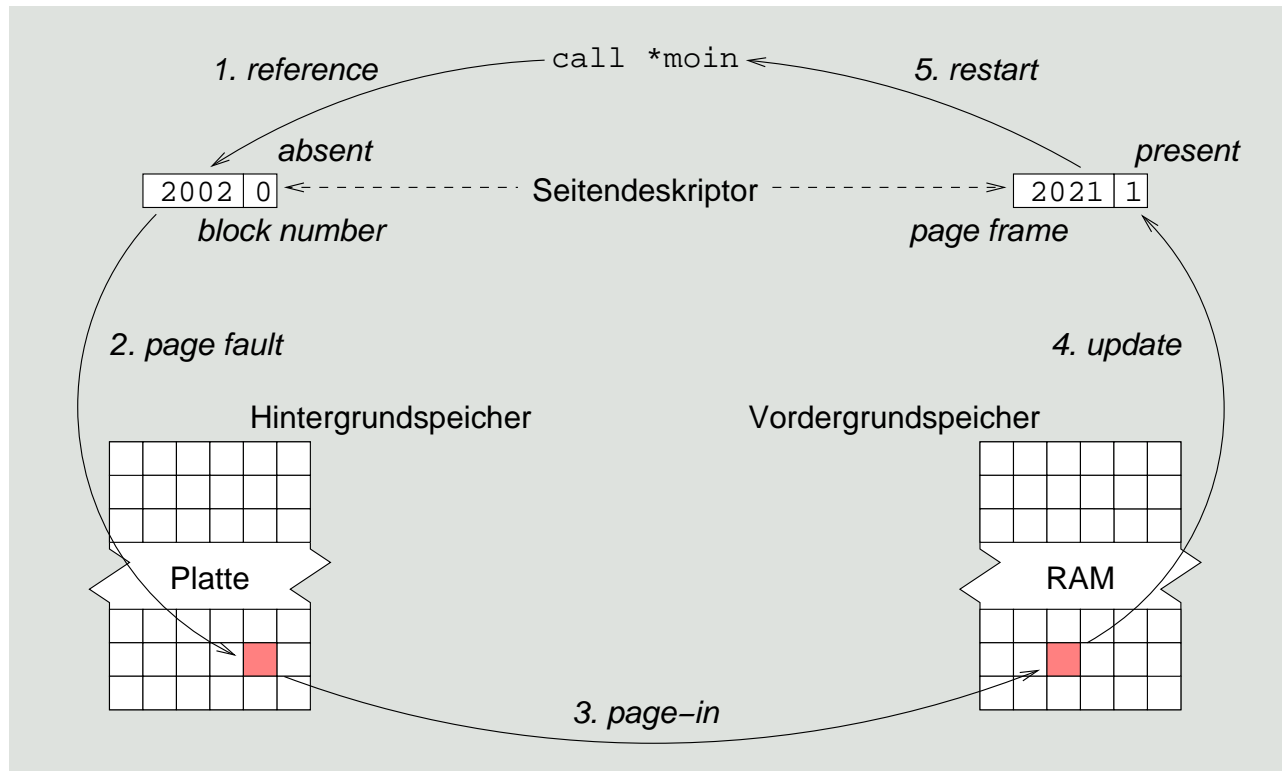 call *moin
1. reference
5. restart
absent
present
2002 0
Seitendeskriptor
2021 1
block number
page frame
2. page fault
4. update
Hintergrundspeicher
Vordergrundspeicher
Platte
RAM
3. page−in